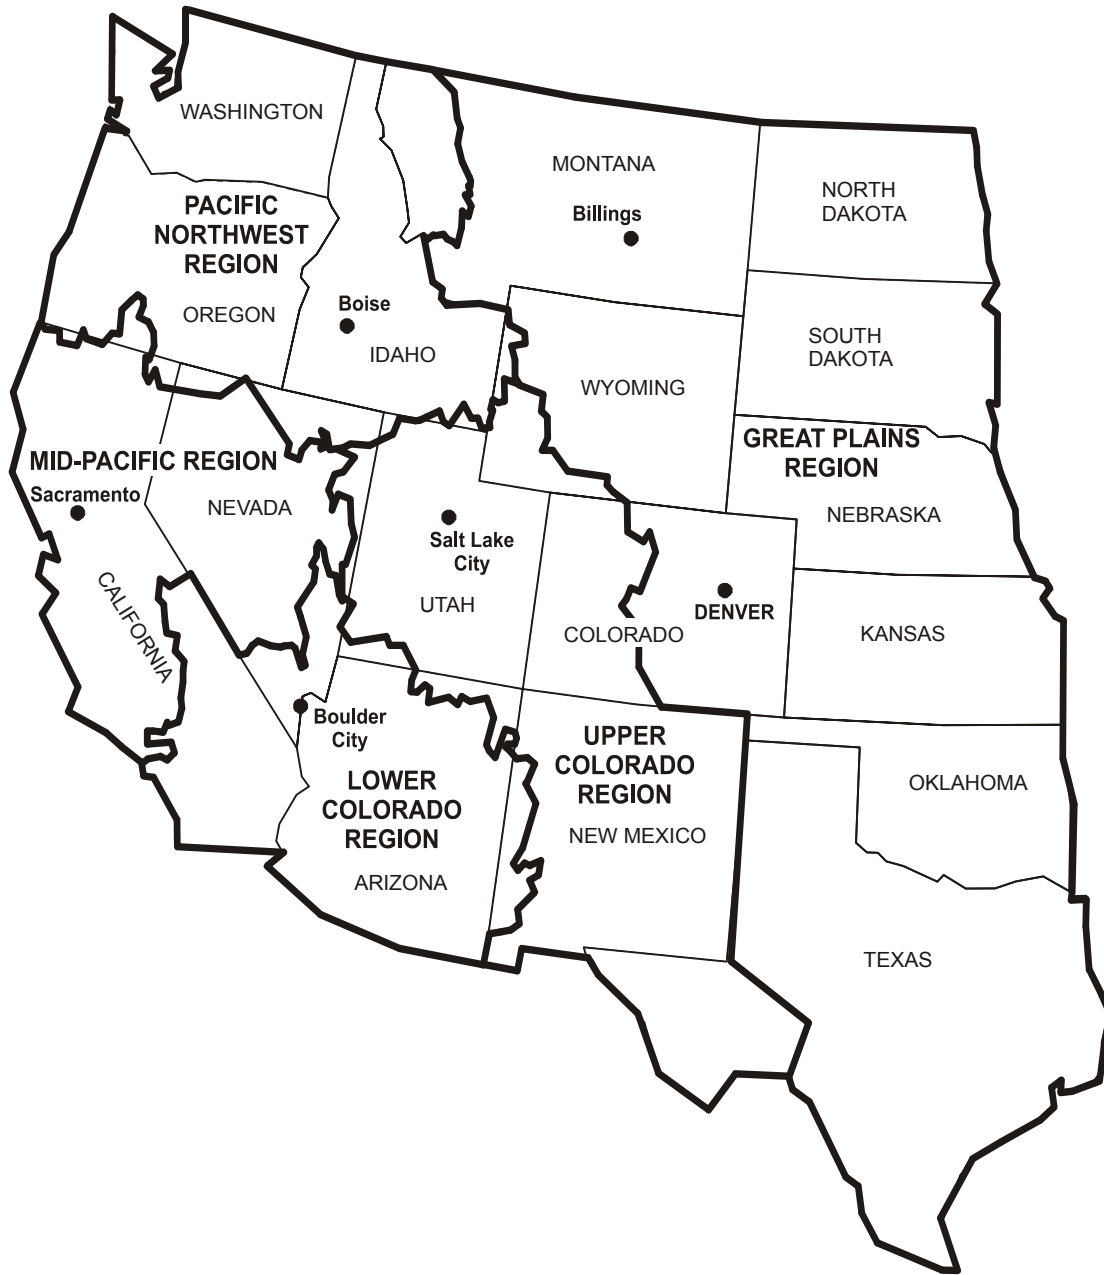 WASHINGTON
MONTANA
NORTH
DAKOTA
PACIFIC
NORTHWEST
REGION
Billings
OREGON
Boise
IDAHO
SOUTH
DAKOTA
WYOMING
GREAT PLAINS
REGION
MID-PACIFIC REGION
Sacramento
NEVADA
NEBRASKA
Salt Lake
City
UTAH
CALIFORNIA
COLORADO
DENVER
KANSAS
Boulder
City
UPPER
COLORADO
REGION
LOWER
COLORADO
REGION
OKLAHOMA
NEW MEXICO
ARIZONA
TEXAS